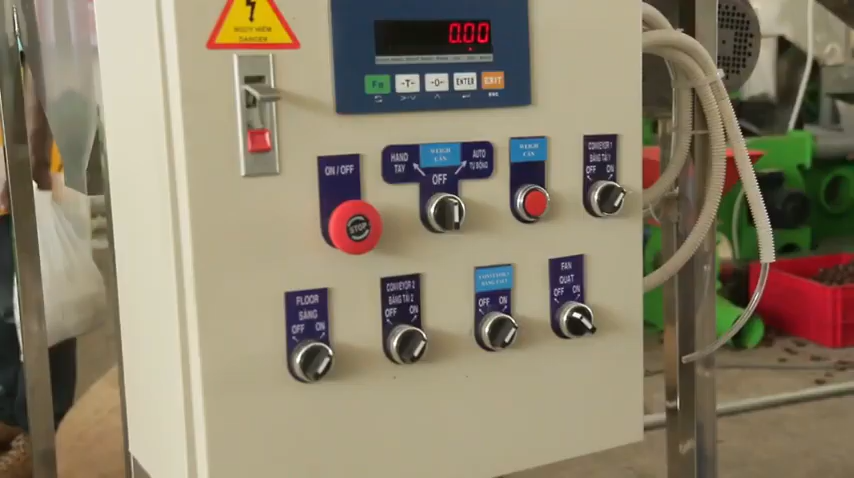 NGUY HIỂM
DANGER
0.00
Fn
-T-
-0-
ENTER
EXIT
ESC
ON / OFF
STOP
HAND
TAY
WEIGH
CÂN
OFF
AUTO
TỰ ĐỘNG
WEIGH
CÂN
CONVEYOR 1
BĂNG TẢI 1
OFF ON
FLOOR
SÀNG
OFF ON
CONVEYOR 2
BĂNG TẢI 2
OFF ON
OFF ON
FAN
QUẠT
OFF ON